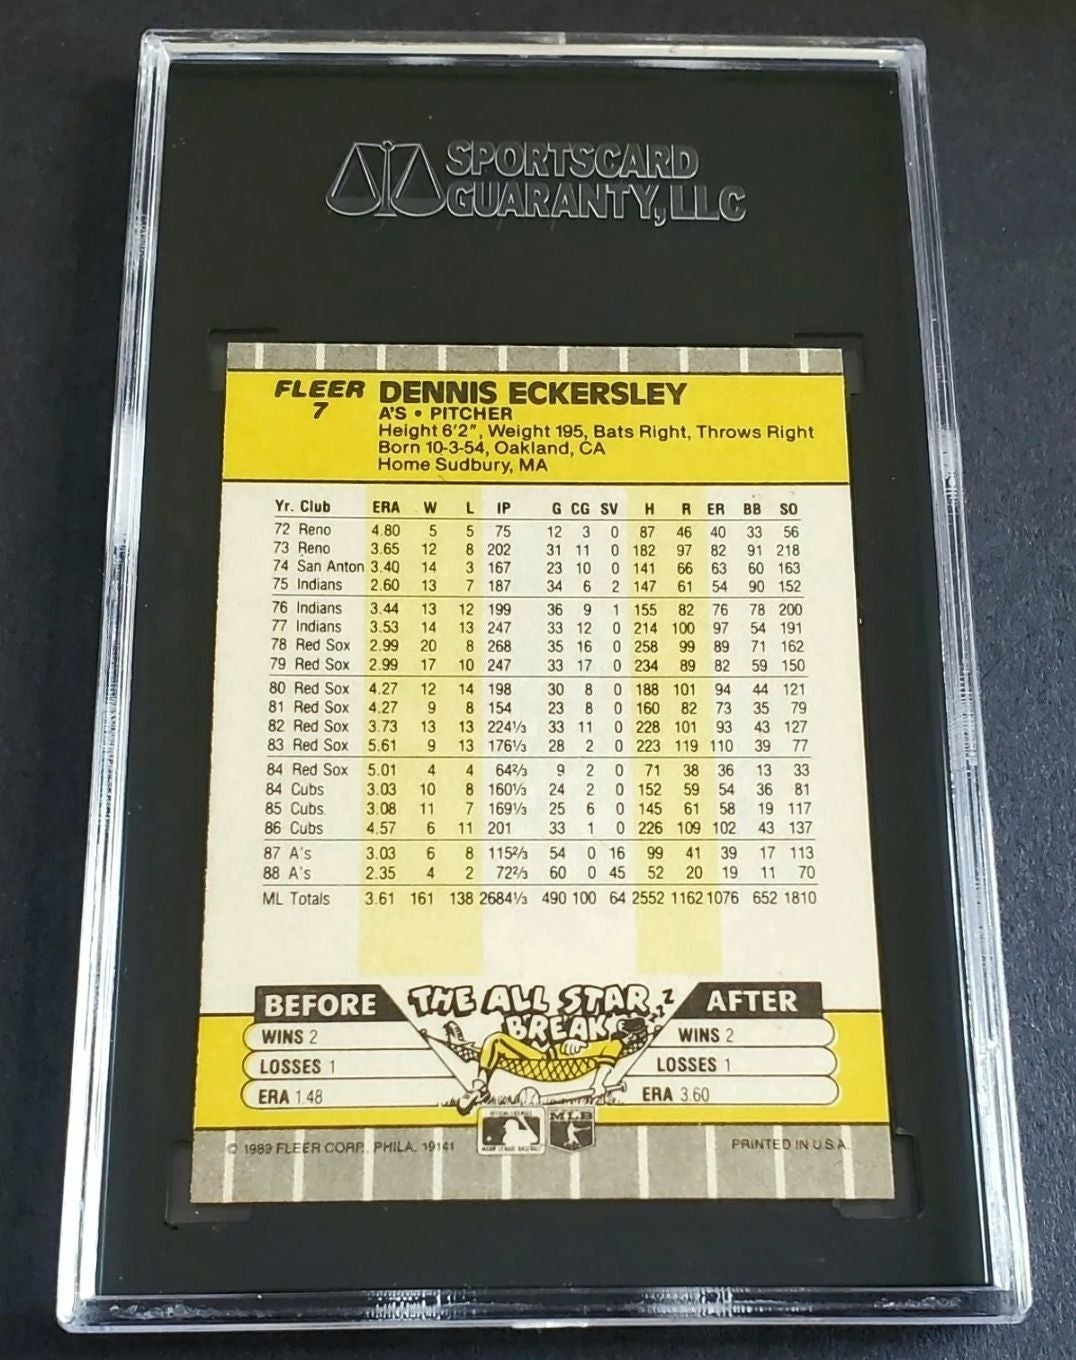 SPORTSCARD
GUARANTY, LLC
FLEER DENNIS ECKERSLEY
7 A'S • PITCHER
Height 6'2", Weight 195, Bats Right, Throws Right
Born 10-3-54, Oakland, CA
Home Sudbury, MA
Yr. Club ERA W L IP G CG SV H R ER BB SO
72 Reno 4.80 5 5 75 12 3 0 87 46 40 33 56
73 Reno 3.65 12 8 202 31 11 0 182 97 82 91 218
74 San Anton 3.40 14 3 167 23 10 0 141 66 63 60 163
75 Indians 2.60 13 7 187 34 6 2 147 61 54 90 152
76 Indians 3.44 13 12 199 36 9 1 155 82 76 78 200
77 Indians 3.53 14 13 247 33 12 0 214 100 97 54 191
78 Red Sox 2.99 20 8 268 35 16 0 258 99 89 71 162
79 Red Sox 2.99 17 10 247 33 17 0 234 89 82 59 150
80 Red Sox 4.27 12 14 198 30 8 0 188 101 94 44 121
81 Red Sox 4.27 9 8 154 23 8 0 160 82 73 35 79
82 Red Sox 3.73 13 13 224⅓ 33 11 0 228 101 93 43 127
83 Red Sox 5.61 9 13 176⅓ 28 2 0 223 119 110 39 77
84 Red Sox 5.01 4 4 64⅔ 9 2 0 71 38 36 13 33
84 Cubs 3.03 10 8 160⅓ 24 2 0 152 59 54 36 81
85 Cubs 3.08 11 7 169⅓ 25 6 0 145 61 58 19 117
86 Cubs 4.57 6 11 201 33 1 0 226 109 102 43 137
87 A's 3.03 6 8 115⅔ 54 0 16 99 41 39 17 113
88 A's 2.35 4 2 72⅔ 60 0 45 52 20 19 11 70
ML Totals 3.61 161 138 2684⅓ 490 100 64 2552 1162 1076 652 1810
BEFORE THE ALL STAR BREAK Z AFTER
WINS 2 WINS 2
LOSSES 1 LOSSES 1
ERA 1.48 ERA 3.60
MLB
© 1989 FLEER CORP., PHILA. 19141 PRINTED IN U.S.A.